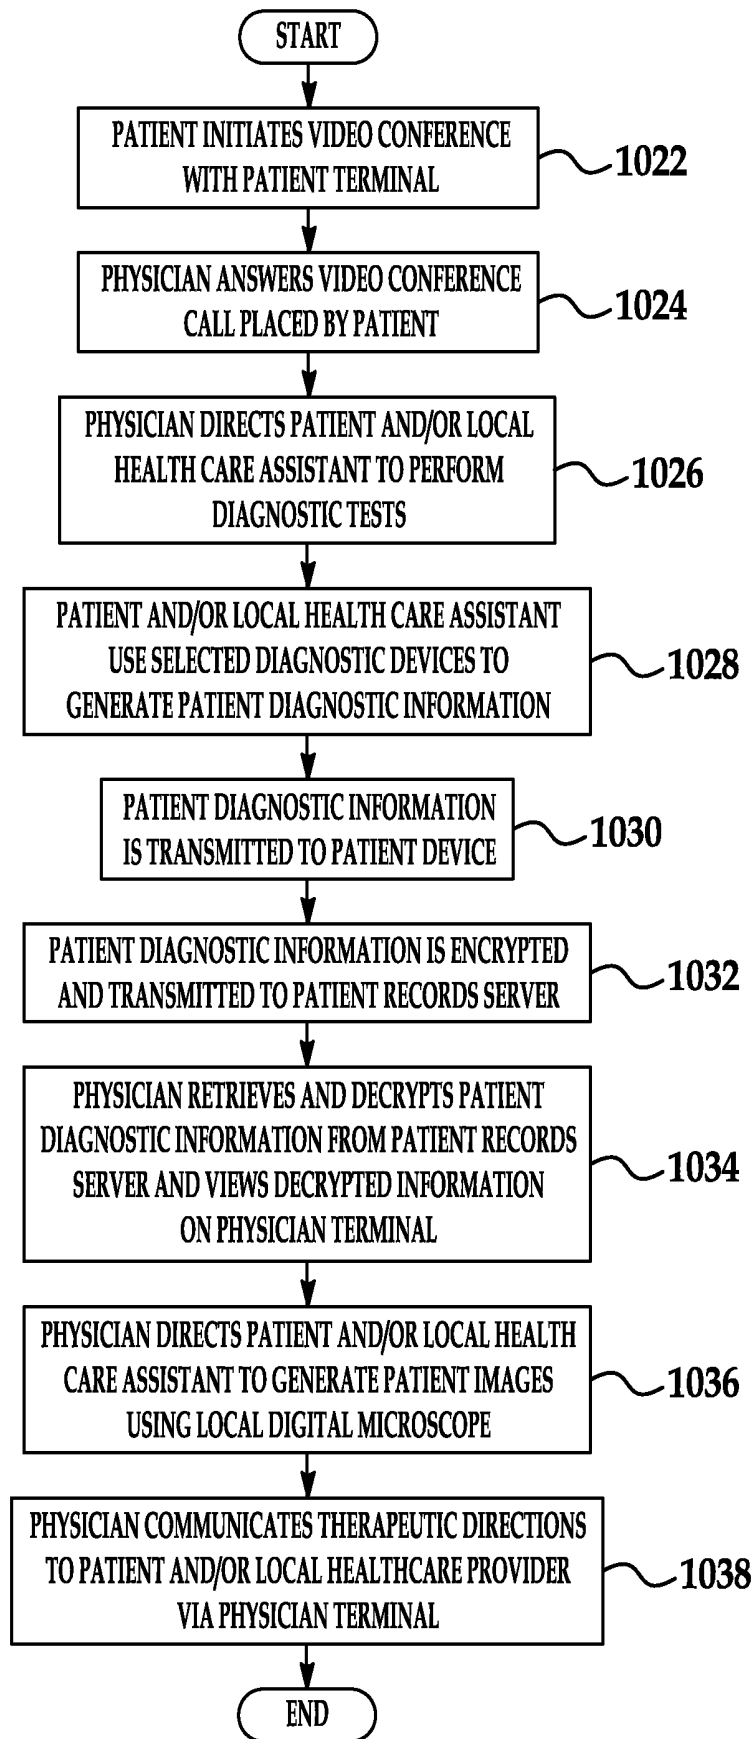 START
PATIENT INITIATES VIDEO CONFERENCE
WITH PATIENT TERMINAL
1022
PHYSICIAN ANSWERS VIDEO CONFERENCE
CALL PLACED BY PATIENT
1024
PHYSICIAN DIRECTS PATIENT AND/OR LOCAL
HEALTH CARE ASSISTANT TO PERFORM
DIAGNOSTIC TESTS
1026
PATIENT AND/OR LOCAL HEALTH CARE ASSISTANT
USE SELECTED DIAGNOSTIC DEVICES TO
GENERATE PATIENT DIAGNOSTIC INFORMATION
1028
PATIENT DIAGNOSTIC INFORMATION
IS TRANSMITTED TO PATIENT DEVICE
1030
PATIENT DIAGNOSTIC INFORMATION IS ENCRYPTED
AND TRANSMITTED TO PATIENT RECORDS SERVER
1032
PHYSICIAN RETRIEVES AND DECRYPTS PATIENT
DIAGNOSTIC INFORMATION FROM PATIENT RECORDS
SERVER AND VIEWS DECRYPTED INFORMATION
ON PHYSICIAN TERMINAL
1034
PHYSICIAN DIRECTS PATIENT AND/OR LOCAL HEALTH
CARE ASSISTANT TO GENERATE PATIENT IMAGES
USING LOCAL DIGITAL MICROSCOPE
1036
PHYSICIAN COMMUNICATES THERAPEUTIC DIRECTIONS
TO PATIENT AND/OR LOCAL HEALTHCARE PROVIDER
VIA PHYSICIAN TERMINAL
1038
END